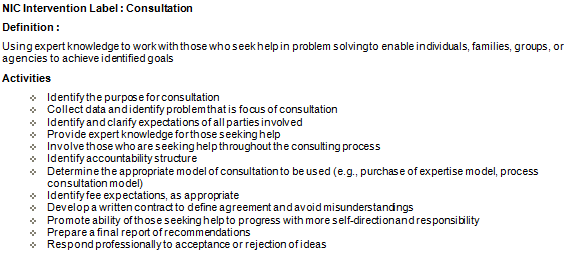 NIC Intervention Label : Consultation
Definition :
Using expert knowledge to work with those who seek help in problem solving to enable individuals, families, groups, or
agencies to achieve identified goals
Activities
❖ Identify the purpose for consultation
❖ Collect data and identify problem that is focus of consultation
❖ Identify and clarify expectations of all parties involved
❖ Provide expert knowledge for those seeking help
❖ Involve those who are seeking help throughout the consulting process
❖ Identify accountability structure
❖ Determine the appropriate model of consultation to be used (e.g., purchase of expertise model, process
consultation model)
❖ Identify fee expectations, as appropriate
❖ Develop a written contract to define agreement and avoid misunderstandings
❖ Promote ability of those seeking help to progress with more self-direction and responsibility
❖ Prepare a final report of recommendations
❖ Respond professionally to acceptance or rejection of ideas